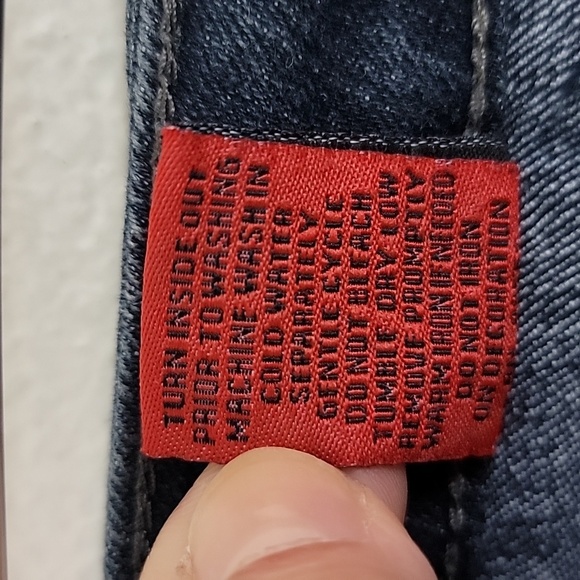 TURN INSIDE OUT
PRIOR TO WASHING
MACHINE WASH IN
COLD WATER
SEPARATLY
GENTLE CYCLE
DO NOT BLEACH
TUMBLE DRY LOW
REMOVE PROMPTLY
WARM IRON IF NEEDED
DO NOT IRON
ON DECORATION